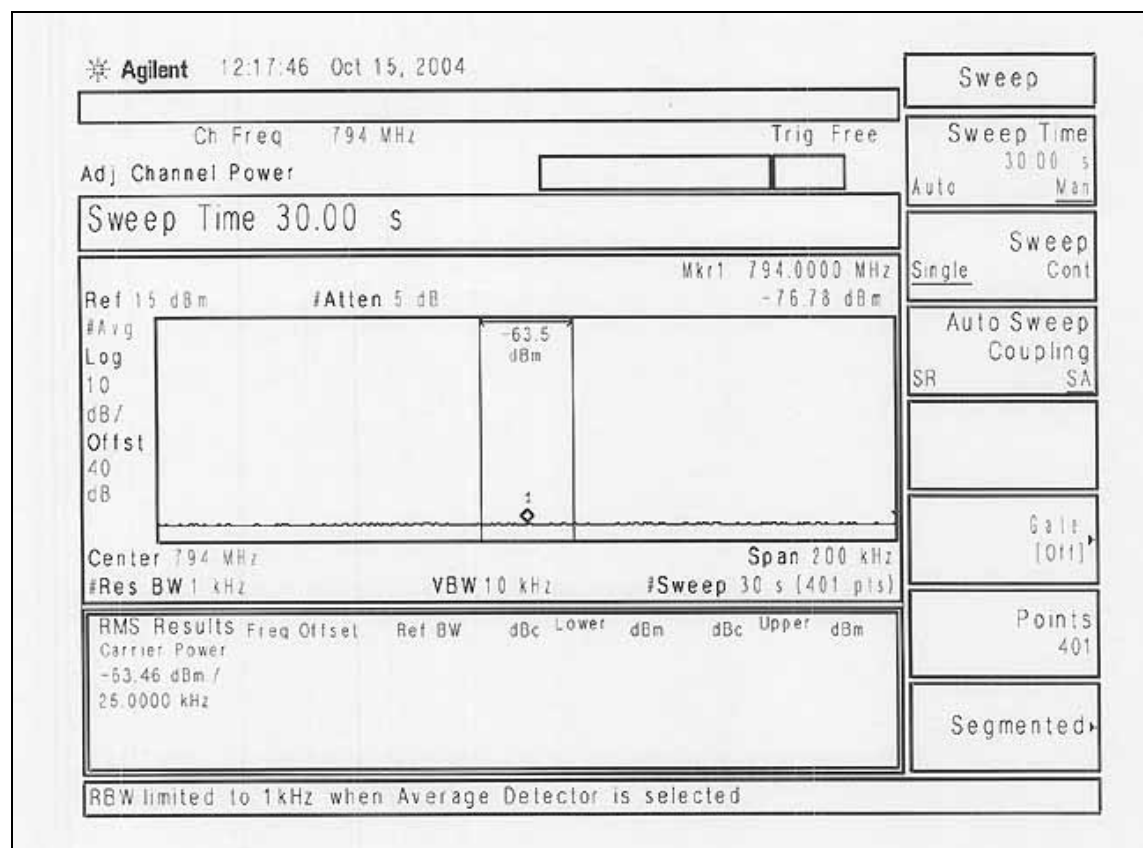 Agilent 12:17:46 Oct 15, 2004
Ch Freq 794 MHz Trig Free
Adj Channel Power
Sweep Time 30.00 s
Mkr1 794.0000 MHz
Ref 15 dBm #Atten 5 dB -76.78 dBm
#Avg
Log
10
dB/
Offst
40
dB
-63.5
dBm
1
Center 794 MHz Span 200 kHz
#Res BW 1 kHz VBW 10 kHz #Sweep 30 s (401 pts)
RMS Results Freq Offset Ref BW dBc Lower dBm dBc Upper dBm
Carrier Power
-63.46 dBm /
25.0000 kHz
RBW limited to 1kHz when Average Detector is selected
Sweep
Sweep Time
30.00 s
Auto Man
Sweep
Single Cont
Auto Sweep
Coupling
SR SA
Gate
[Off]
Points
401
Segmented